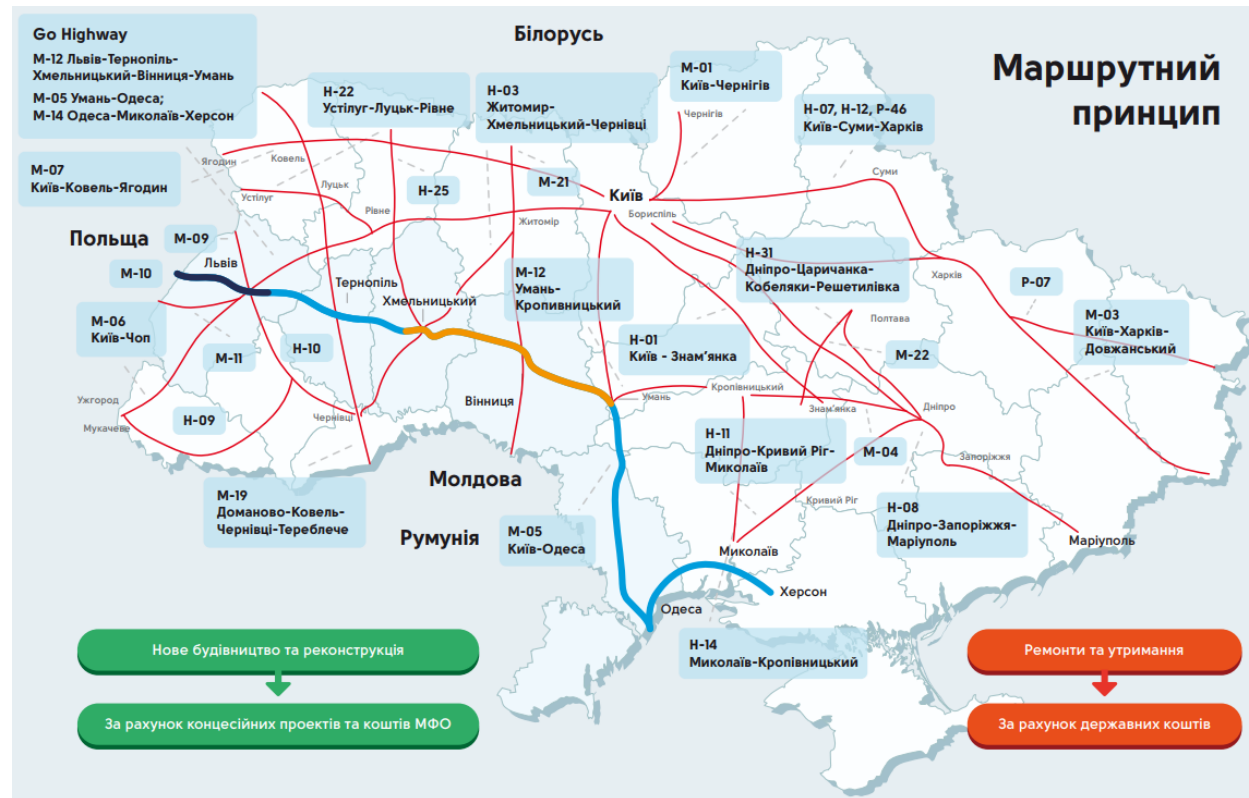 Маршрутний
принцип
Go Highway
М-12 Львів-Тернопіль-
Хмельницький-Вінниця-Умань
М-05 Умань-Одеса;
М-14 Одеса-Миколаїв-Херсон
Білорусь
Н-22
Устілуг-Луцьк-Рівне
Н-03
Житомир-
Хмельницький-Чернівці
М-01
Київ-Чернігів
Н-07, Н-12, Р-46
Київ-Суми-Харків
Чернігів
М-07
Київ-Ковель-Ягодин
Ягодин
Ковель
Луцьк
Устілуг
Рівне
Н-25
М-21
Київ
Бориспіль
Житомір
Суми
Польща
М-09
М-10
Львів
Тернопіль
Хмельницький
М-12
Умань-
Кропивницький
Н-31
Дніпро-Царичанка-
Кобеляки-Решетилівка
Харків
Р-07
М-03
Київ-Харків-
Довжанський
М-06
Київ-Чоп
М-11
Н-10
Н-01
Київ - Знам'янка
Полтава
М-22
Вінниця
Умань
Кропівницький
Знам'янка
Дніпро
Ужгород
Мукачеве
Н-09
Чернівці
Н-11
Дніпро-Кривий Ріг-
Миколаїв
М-04
Запоріжжя
Молдова
М-19
Доманово-Ковель-
Чернівці-Тереблече
Кривий Ріг
Н-08
Дніпро-Запоріжжя-
Маріуполь
Румунія
М-05
Київ-Одеса
Миколаїв
Маріуполь
Херсон
Одеса
Н-14
Миколаїв-Кропівницький
Нове будівництво та реконструкція
За рахунок концесійних проектів та коштів МФО
Ремонти та утримання
За рахунок державних коштів